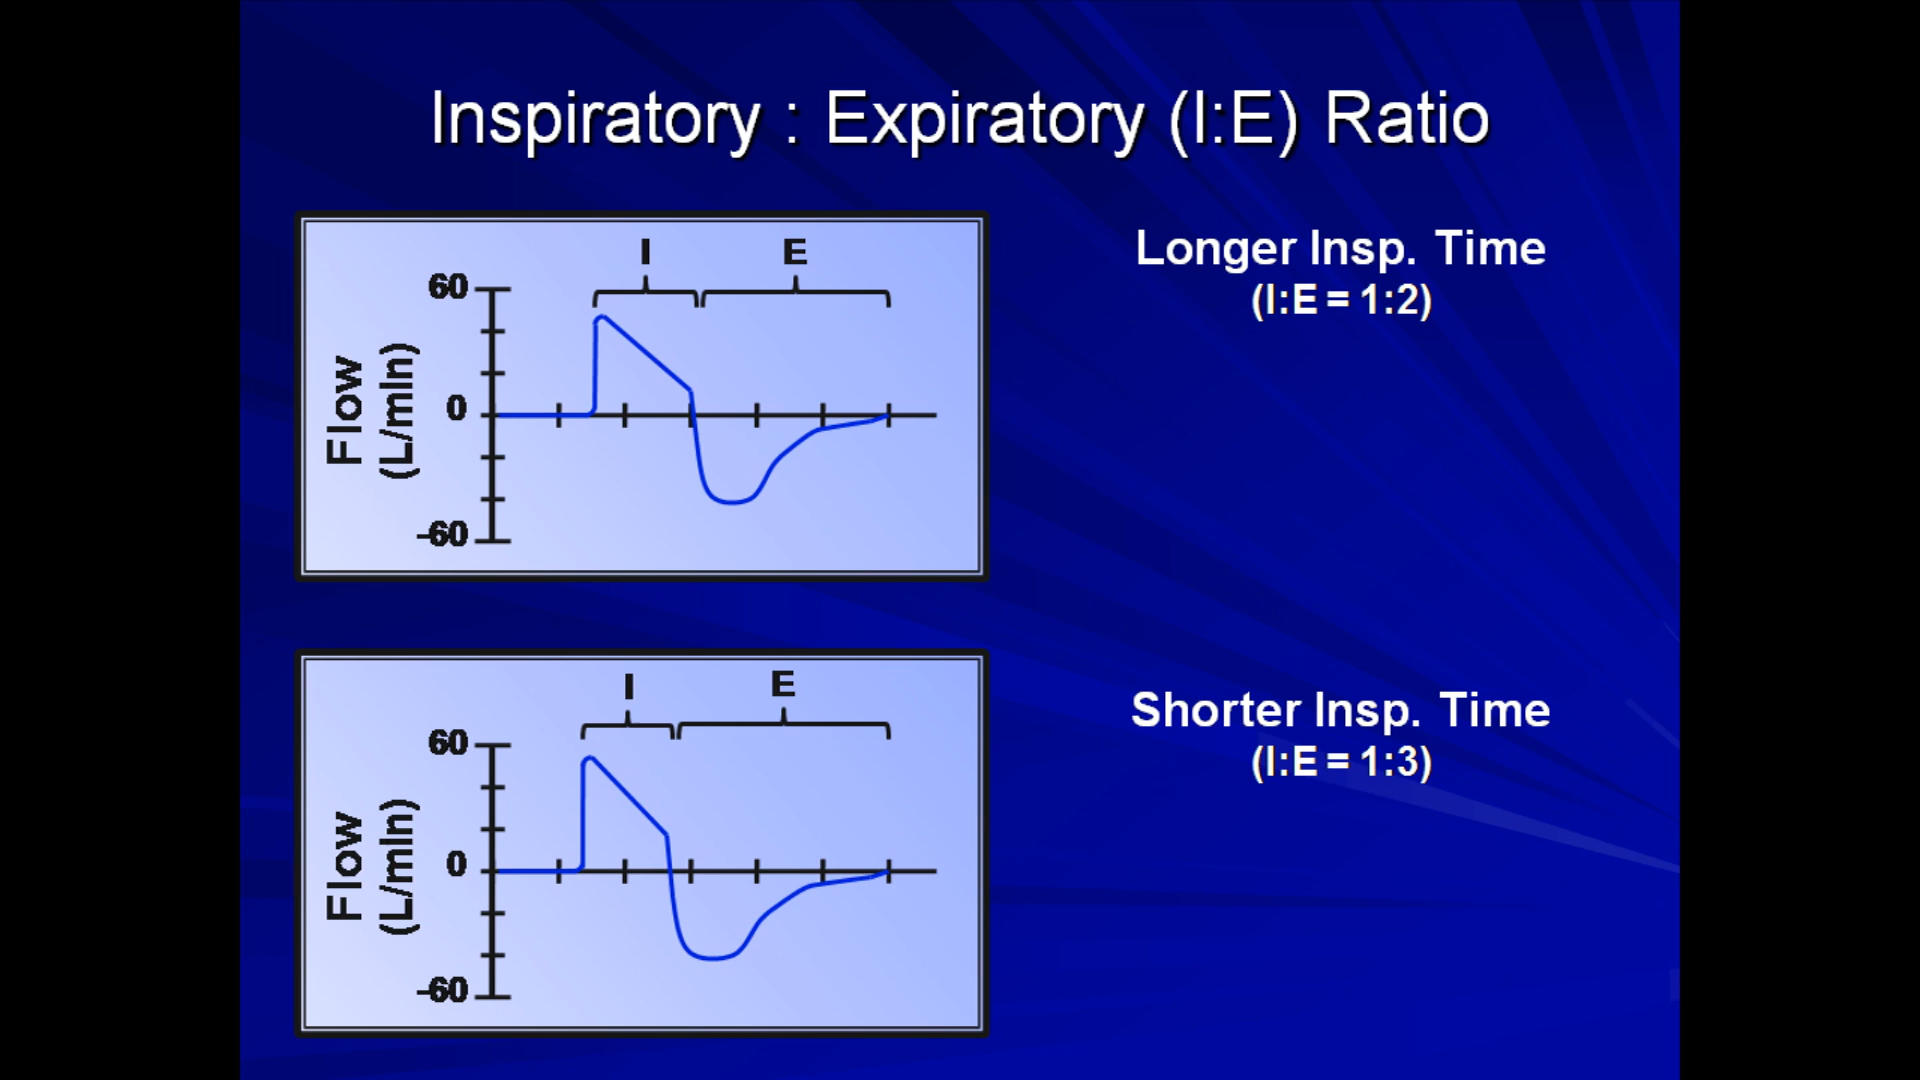 Inspiratory : Expiratory (I:E) Ratio
I E
60
0
-60
Flow
(L/min)
Longer Insp. Time
(I:E = 1:2)
I E
60
0
-60
Flow
(L/min)
Shorter Insp. Time
(I:E = 1:3)